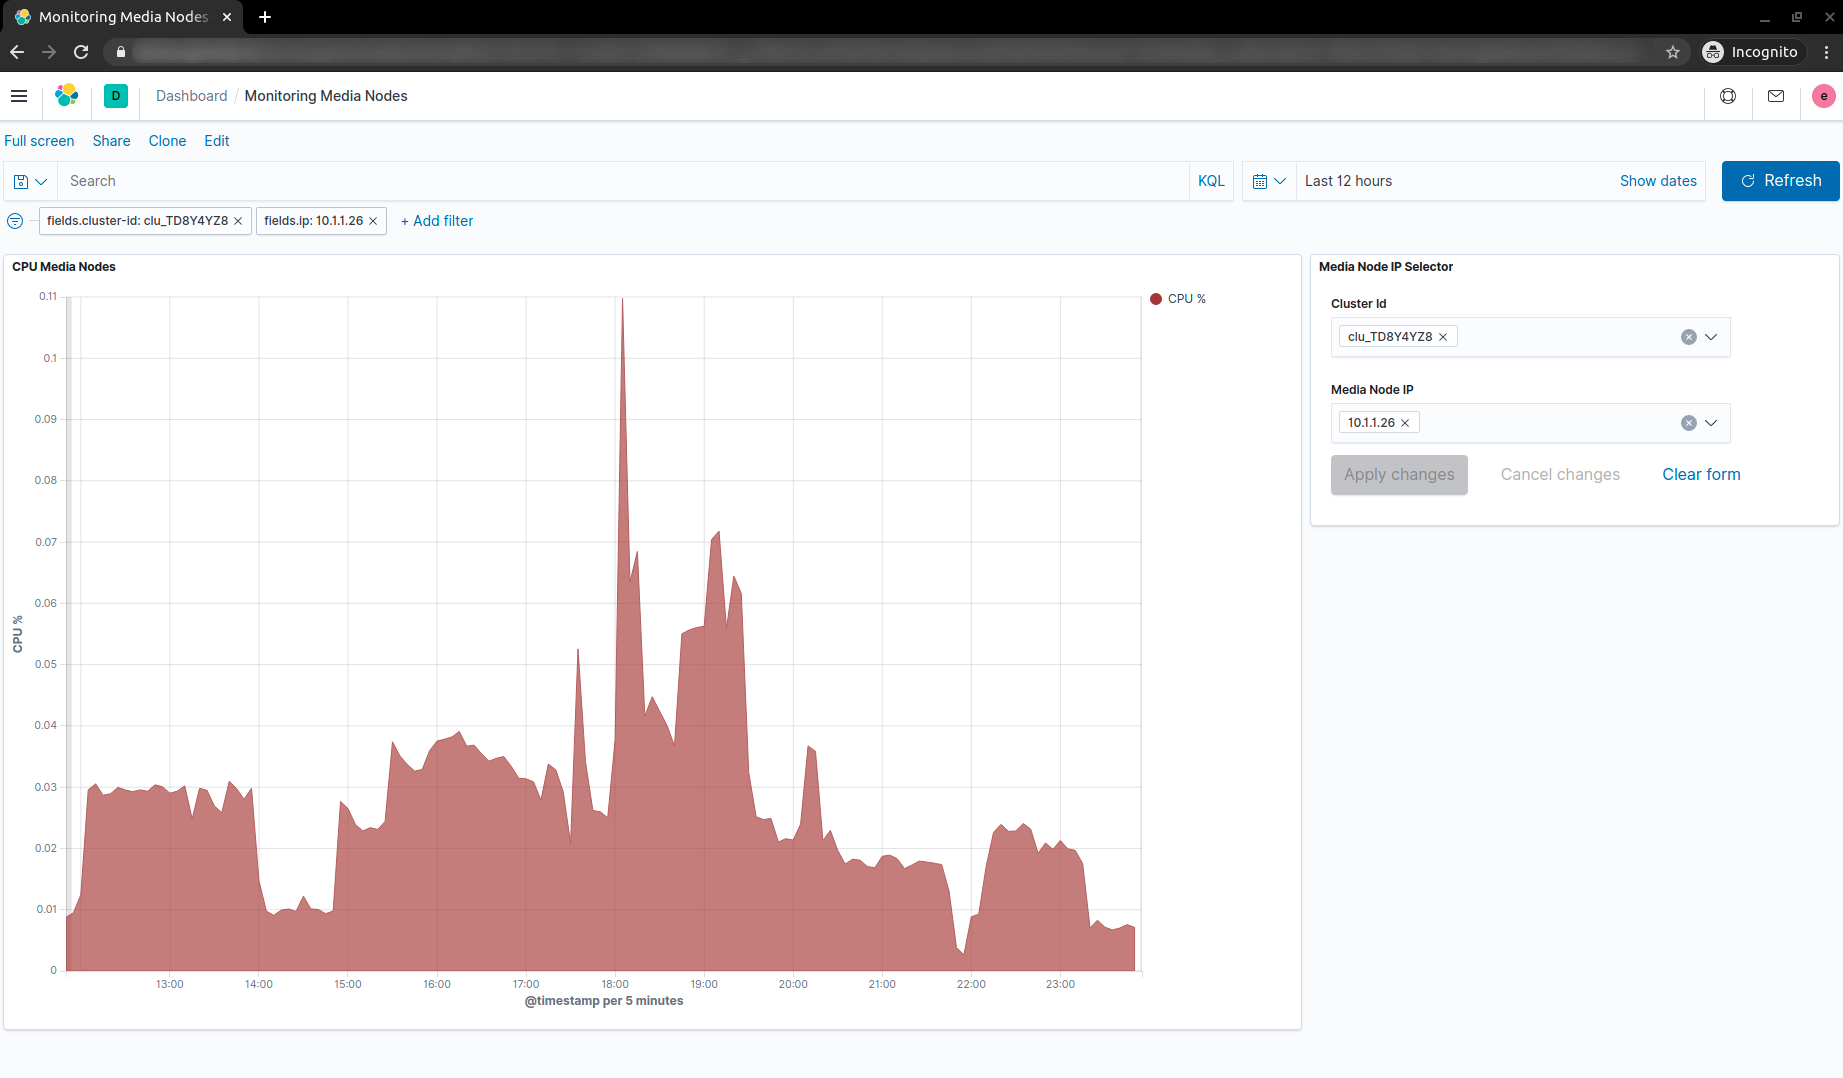 Monitoring Media Nodes
Incognito
D
Dashboard / Monitoring Media Nodes
e
Full screen Share Clone Edit
Search KQL Last 12 hours Show dates Refresh
fields.cluster-id: clu_TD8Y4YZ8 fields.ip: 10.1.1.26 + Add filter
CPU Media Nodes
0.11
0.1
0.09
0.08
0.07
0.06
0.05
0.04
0.03
0.02
0.01
0
CPU %
13:00 14:00 15:00 16:00 17:00 18:00 19:00 20:00 21:00 22:00 23:00
@timestamp per 5 minutes
CPU %
Media Node IP Selector
Cluster Id
clu_TD8Y4YZ8
Media Node IP
10.1.1.26
Apply changes Cancel changes Clear form